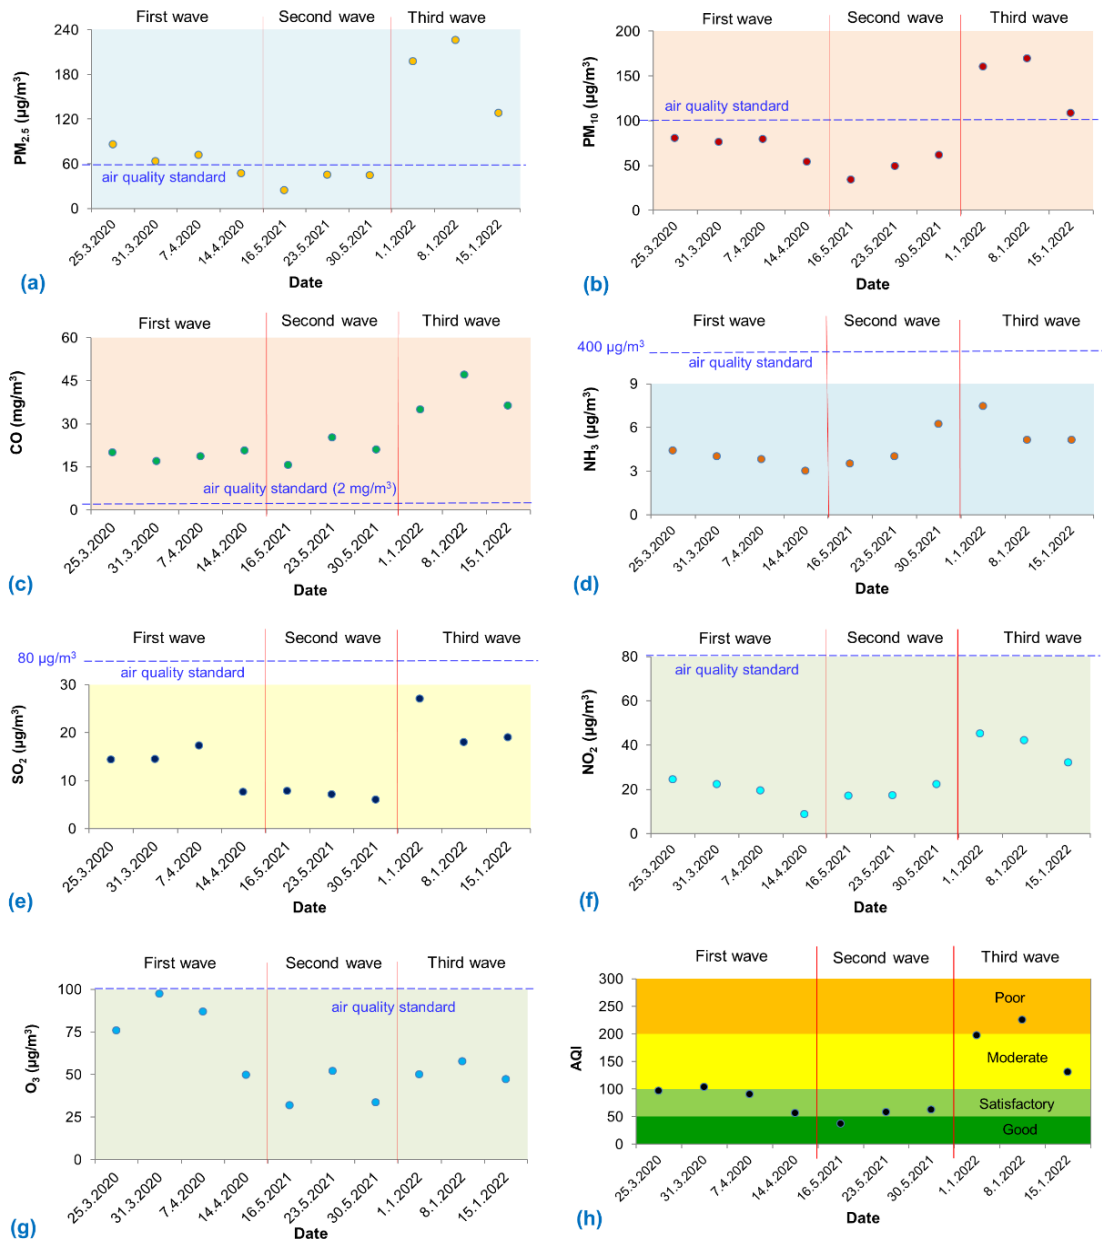 First wave Second wave Third wave
240
180
120
60
0
PM2.5 (µg/m³)
air quality standard
25.3.2020
31.3.2020
7.4.2020
14.4.2020
16.5.2021
23.5.2021
30.5.2021
1.1.2022
8.1.2022
15.1.2022
(a)
Date
First wave Second wave Third wave
200
150
100
50
0
PM10 (µg/m³)
air quality standard
25.3.2020
31.3.2020
7.4.2020
14.4.2020
16.5.2021
23.5.2021
30.5.2021
1.1.2022
8.1.2022
15.1.2022
(b)
Date
First wave Second wave Third wave
60
45
30
15
0
CO (mg/m³)
air quality standard (2 mg/m³)
25.3.2020
31.3.2020
7.4.2020
14.4.2020
16.5.2021
23.5.2021
30.5.2021
1.1.2022
8.1.2022
15.1.2022
(c)
Date
First wave Second wave Third wave
400 µg/m³
air quality standard
9
6
3
0
NH3 (µg/m³)
25.3.2020
31.3.2020
7.4.2020
14.4.2020
16.5.2021
23.5.2021
30.5.2021
1.1.2022
8.1.2022
15.1.2022
(d)
Date
First wave Second wave Third wave
80 µg/m³
air quality standard
30
20
10
0
SO2 (µg/m³)
25.3.2020
31.3.2020
7.4.2020
14.4.2020
16.5.2021
23.5.2021
30.5.2021
1.1.2022
8.1.2022
15.1.2022
(e)
Date
First wave Second wave Third wave
80
60
40
20
0
NO2 (µg/m³)
air quality standard
25.3.2020
31.3.2020
7.4.2020
14.4.2020
16.5.2021
23.5.2021
30.5.2021
1.1.2022
8.1.2022
15.1.2022
(f)
Date
First wave Second wave Third wave
100
75
50
25
0
O3 (µg/m³)
air quality standard
25.3.2020
31.3.2020
7.4.2020
14.4.2020
16.5.2021
23.5.2021
30.5.2021
1.1.2022
8.1.2022
15.1.2022
(g)
Date
First wave Second wave Third wave
300
250
200
150
100
50
0
AQI
Poor
Moderate
Satisfactory
Good
25.3.2020
31.3.2020
7.4.2020
14.4.2020
16.5.2021
23.5.2021
30.5.2021
1.1.2022
8.1.2022
15.1.2022
(h)
Date